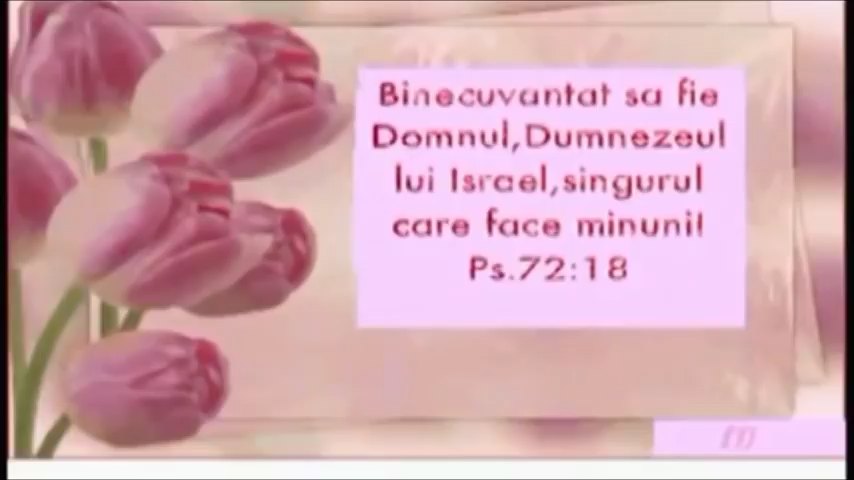 Binecuvantat sa fie
Domnul,Dumnezeul
lui Israel,singurul
care face minuni!
Ps.72:18